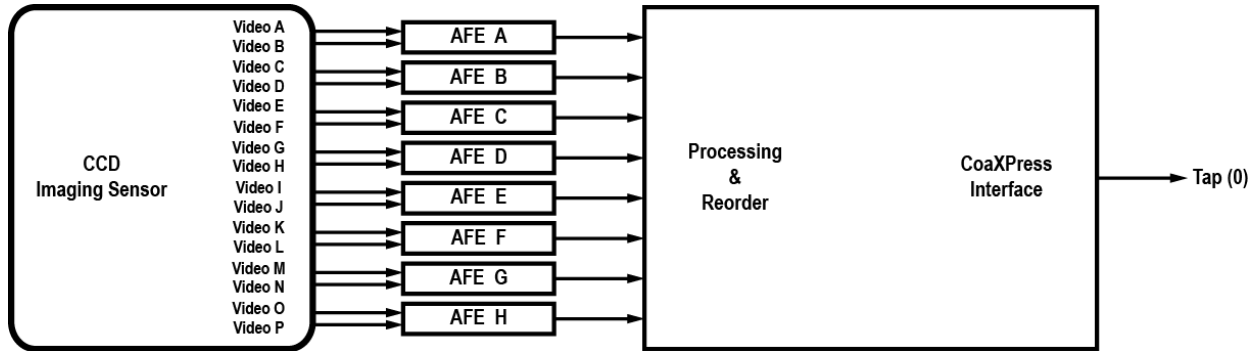 Video A
Video B
Video C
Video D
Video E
Video F
Video G
Video H
Video I
Video J
Video K
Video L
Video M
Video N
Video O
Video P
CCD
Imaging Sensor
AFE A
AFE B
AFE C
AFE D
AFE E
AFE F
AFE G
AFE H
Processing
&
Reorder
CoaXPress
Interface
Tap (0)